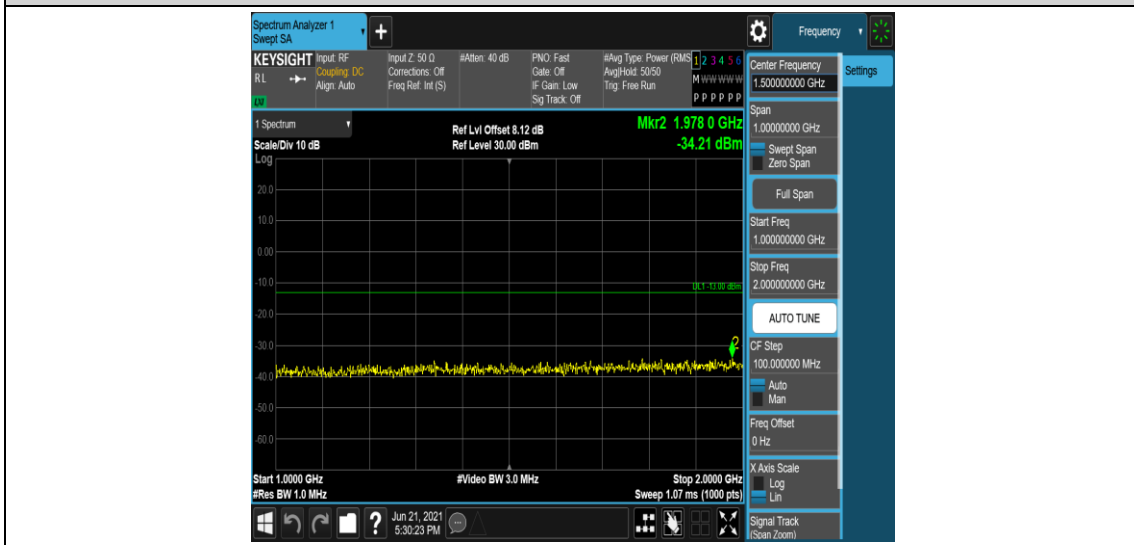 Spectrum Analyzer 1
Swept SA
+
Frequency
KEYSIGHT
RL
LXI
Input: RF
Coupling: DC
Align: Auto
Input Z: 50 Ω
Corrections: Off
Freq Ref: Int (S)
#Atten: 40 dB
PNO: Fast
Gate: Off
IF Gain: Low
Sig Track: Off
#Avg Type: Power (RMS
Avg|Hold: 50/50
Trig: Free Run
1 2 3 4 5 6
M W W W W W
P P P P P P
Center Frequency
1.500000000 GHz
Settings
Span
1.00000000 GHz
Swept Span
Zero Span
Full Span
Start Freq
1.000000000 GHz
Stop Freq
2.000000000 GHz
AUTO TUNE
CF Step
100.000000 MHz
Auto
Man
Freq Offset
0 Hz
X Axis Scale
Log
Lin
Signal Track
(Span Zoom)
1 Spectrum
Scale/Div 10 dB
Ref Lvl Offset 8.12 dB
Ref Level 30.00 dBm
Mkr2 1.978 0 GHz
-34.21 dBm
Log
20.0
10.0
0.00
-10.0
DL1 -13.00 dBm
-20.0
-30.0
2
-40.0
-50.0
-60.0
Start 1.0000 GHz
#Video BW 3.0 MHz
Stop 2.0000 GHz
#Res BW 1.0 MHz
Sweep 1.07 ms (1000 pts)
?
Jun 21, 2021
5:30:23 PM